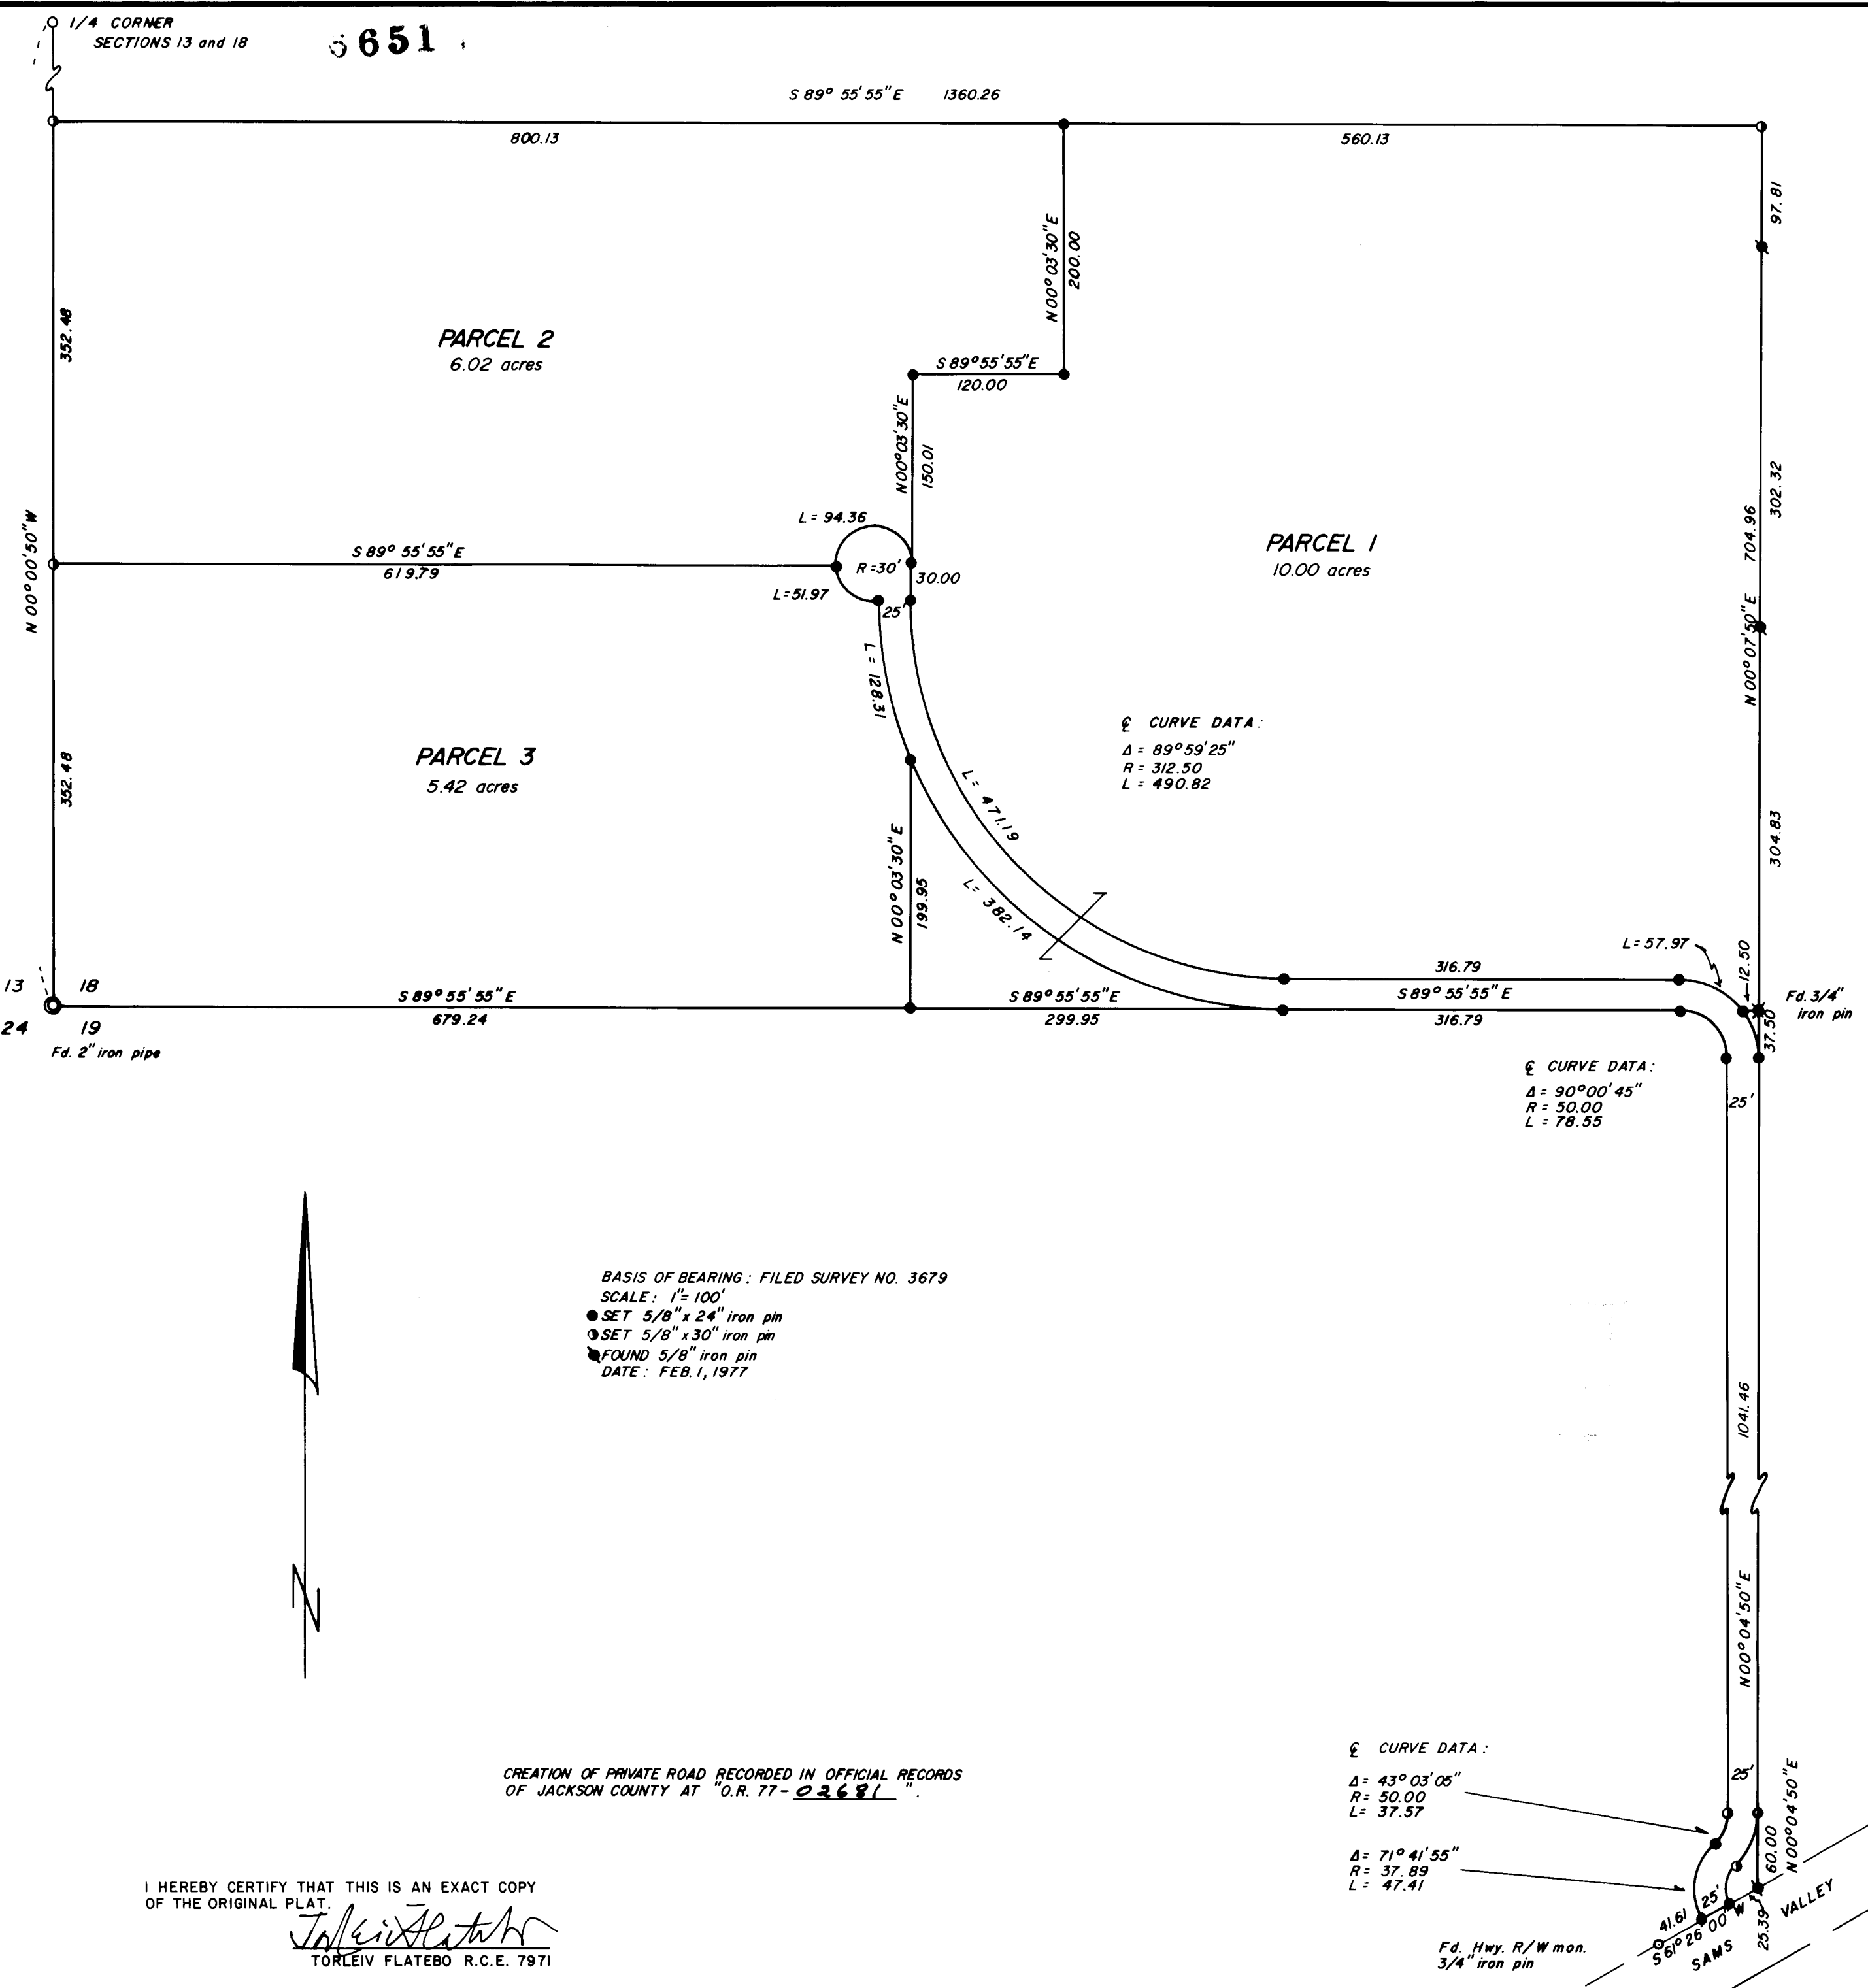 1/4 CORNER
SECTIONS 13 and 18
651
S 89° 55' 55" E 1360.26
800.13
560.13
97.81
N 00° 03' 30" E
200.00
352.48
PARCEL 2
6.02 acres
S 89° 55' 55" E
120.00
N 00° 03' 30" E
150.01
302.32
704.96
N 00° 07' 50" E
N 00° 00' 50" W
L = 94.36
PARCEL 1
10.00 acres
S 89° 55' 55" E
619.79
R = 30'
30.00
L = 51.97
25'
L = 128.31
℄ CURVE DATA :
Δ = 89° 59' 25"
R = 312.50
L = 490.82
PARCEL 3
5.42 acres
352.48
L = 471.19
304.83
N 00° 03' 30" E
199.95
L = 382.14
L = 57.97
12.50
316.79
13 18
S 89° 55' 55" E
S 89° 55' 55" E
S 89° 55' 55" E
Fd. 3/4"
iron pin
24 19
679.24
299.95
316.79
37.50
Fd. 2" iron pipe
℄ CURVE DATA :
Δ = 90° 00' 45"
R = 50.00
L = 78.55
25'
BASIS OF BEARING : FILED SURVEY NO. 3679
SCALE : 1" = 100'
SET 5/8" x 24" iron pin
SET 5/8" x 30" iron pin
FOUND 5/8" iron pin
DATE : FEB. 1, 1977
1041.46
N
N 00° 04' 50" E
CREATION OF PRIVATE ROAD RECORDED IN OFFICIAL RECORDS
OF JACKSON COUNTY AT "O.R. 77- 02681 ".
℄ CURVE DATA :
Δ = 43° 03' 05"
R = 50.00
L = 37.57
25'
N 00° 04' 50" E
60.00
Δ = 71° 41' 55"
R = 37.89
L = 47.41
I HEREBY CERTIFY THAT THIS IS AN EXACT COPY
OF THE ORIGINAL PLAT.
Torleiv Flatebo
TORLEIV FLATEBO R.C.E. 7971
41.61
25'
S 61° 26' 00" W
25.39
SAMS VALLEY
Fd. Hwy. R/W mon.
3/4" iron pin